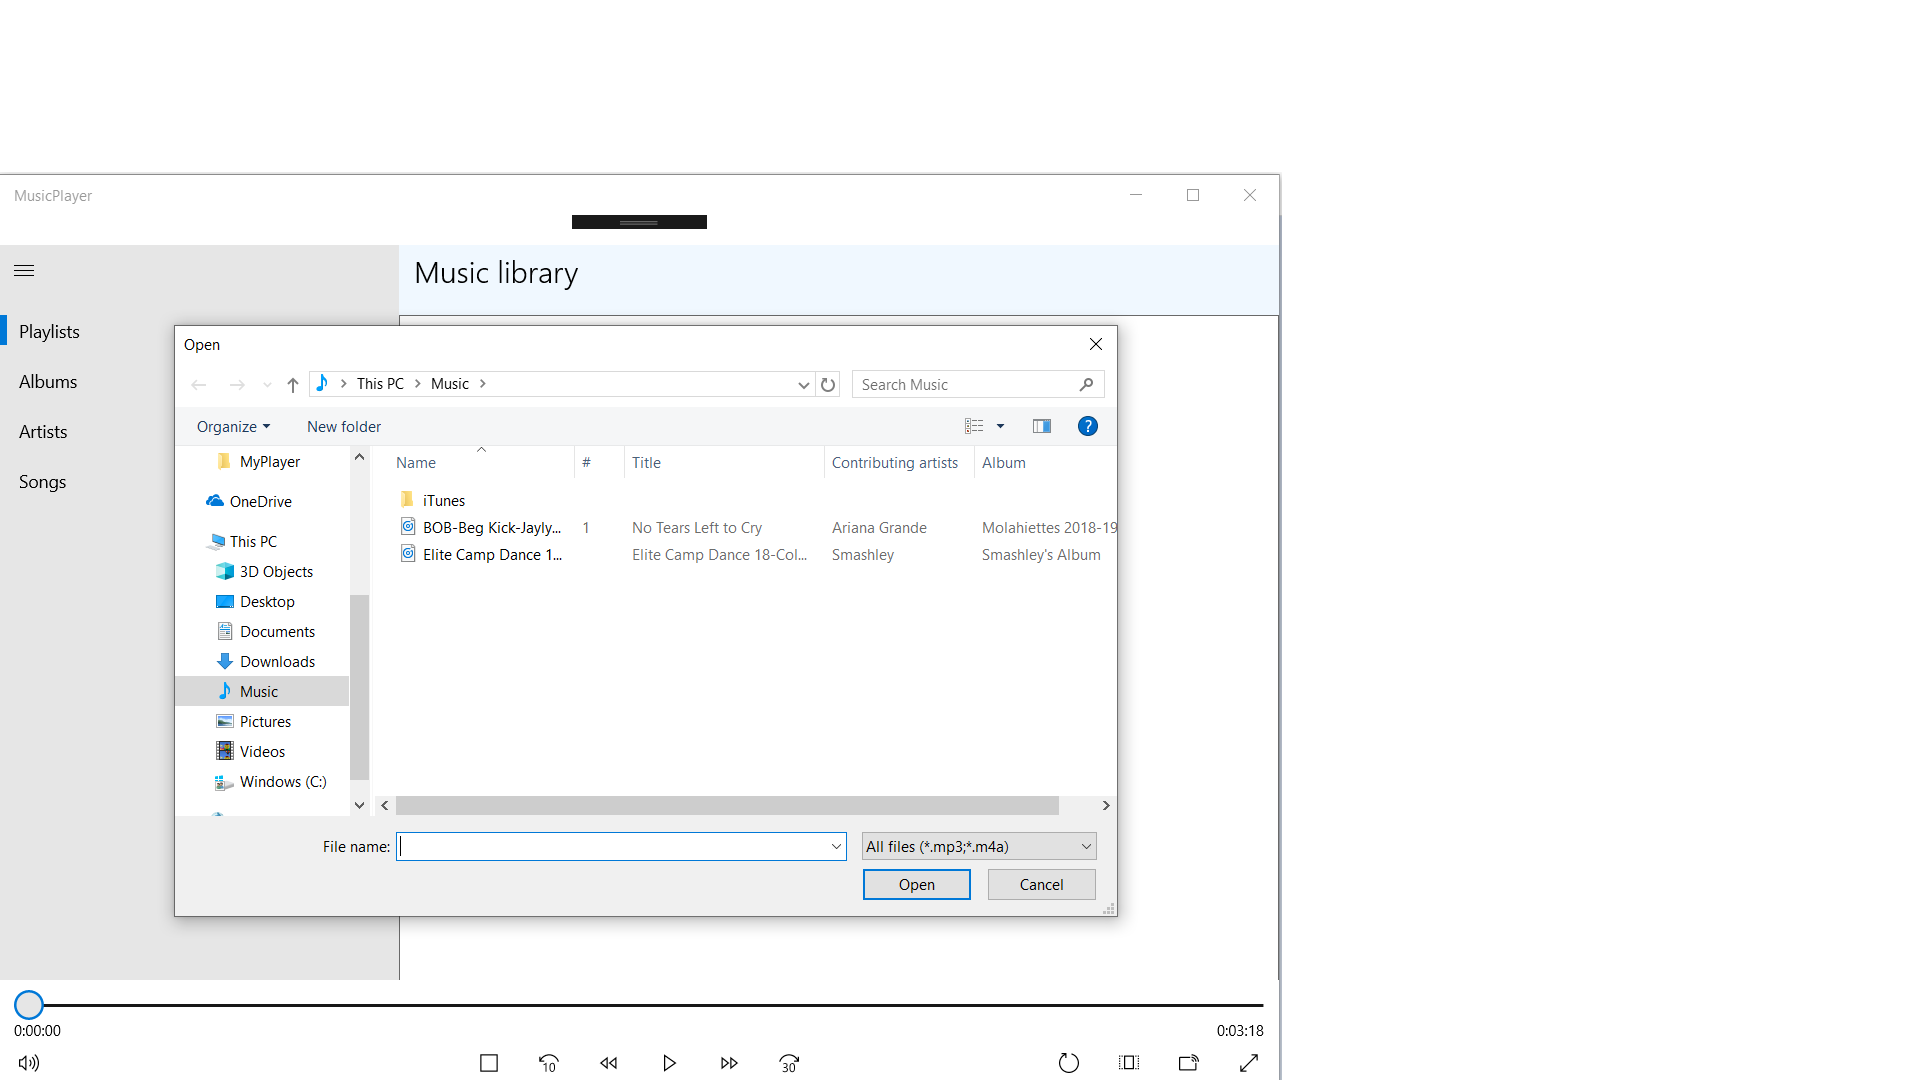 MusicPlayer
Music library
Playlists
Albums
Artists
Songs
Open
This PC
Music
Search Music
Organize
New folder
?
MyPlayer
OneDrive
This PC
3D Objects
Desktop
Documents
Downloads
Music
Pictures
Videos
Windows (C:)
Name # Title Contributing artists Album
iTunes
BOB-Beg Kick-Jayly... 1 No Tears Left to Cry Ariana Grande Molahiettes 2018-19
Elite Camp Dance 1... Elite Camp Dance 18-Col... Smashley Smashley's Album
File name:
All files (*.mp3;*.m4a)
Open
Cancel
0:00:00
0:03:18
10
30